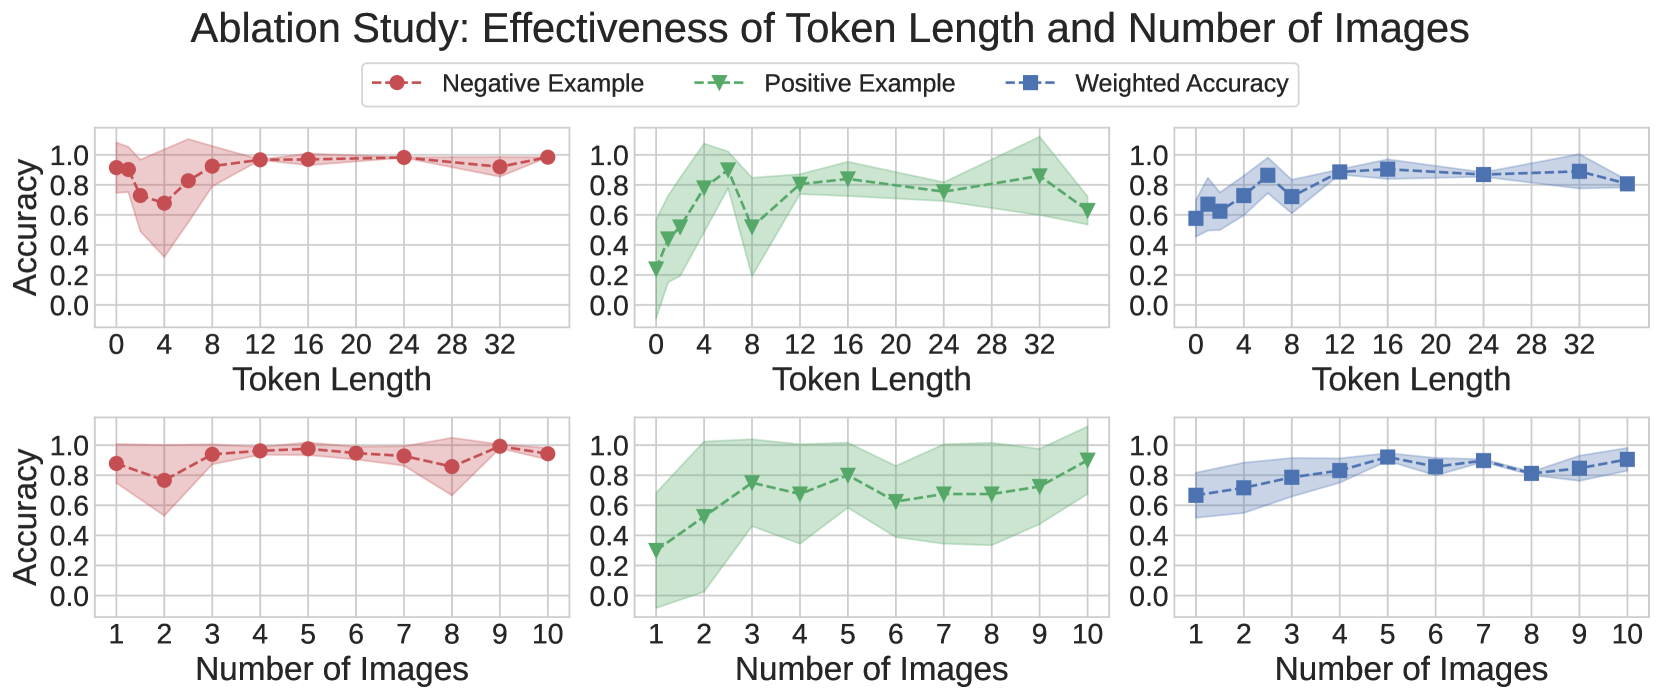 Ablation Study: Effectiveness of Token Length and Number of Images
Negative Example Positive Example Weighted Accuracy
Accuracy
1.0
0.8
0.6
0.4
0.2
0.0
0 4 8 12 16 20 24 28 32
Token Length
1.0
0.8
0.6
0.4
0.2
0.0
0 4 8 12 16 20 24 28 32
Token Length
1.0
0.8
0.6
0.4
0.2
0.0
0 4 8 12 16 20 24 28 32
Token Length
Accuracy
1.0
0.8
0.6
0.4
0.2
0.0
1 2 3 4 5 6 7 8 9 10
Number of Images
1.0
0.8
0.6
0.4
0.2
0.0
1 2 3 4 5 6 7 8 9 10
Number of Images
1.0
0.8
0.6
0.4
0.2
0.0
1 2 3 4 5 6 7 8 9 10
Number of Images